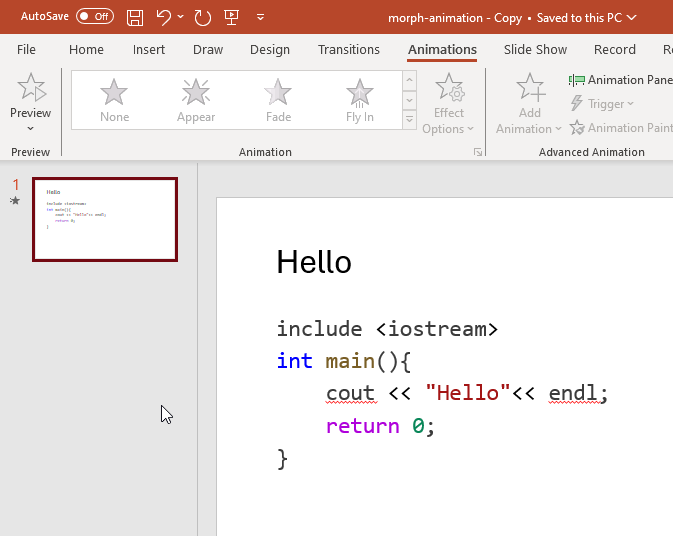 AutoSave Off morph-animation - Copy • Saved to this PC
File Home Insert Draw Design Transitions Animations Slide Show Record
Preview None Appear Fade Fly In Effect Options Add Animation Animation Pane
Trigger
Animation Paint
Preview Animation Advanced Animation
1
Hello
include <iostream>
int main(){
cout << "Hello"<< endl;
return 0;
}
Hello
include <iostream>
int main(){
    cout << "Hello"<< endl;
    return 0;
}